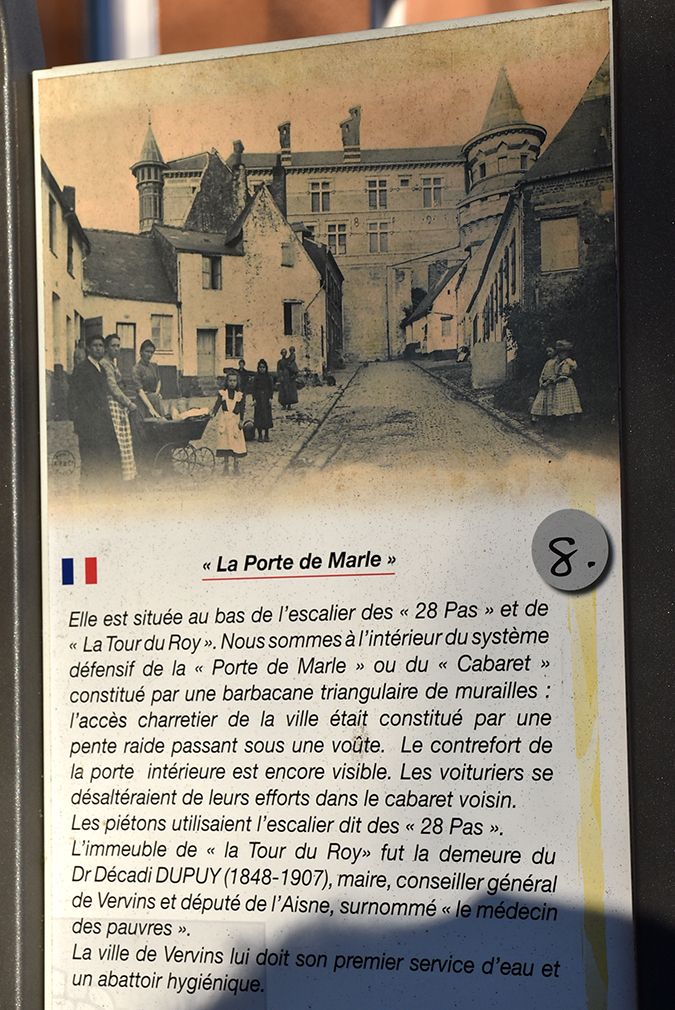 8.
« La Porte de Marle »
Elle est située au bas de l'escalier des « 28 Pas » et de
« La Tour du Roy ». Nous sommes à l'intérieur du système
défensif de la « Porte de Marle » ou du « Cabaret »
constitué par une barbacane triangulaire de murailles :
l'accès charretier de la ville était constitué par une
pente raide passant sous une voûte. Le contrefort de
la porte intérieure est encore visible. Les voituriers se
désaltéraient de leurs efforts dans le cabaret voisin.
Les piétons utilisaient l'escalier dit des « 28 Pas ».
L'immeuble de « la Tour du Roy» fut la demeure du
Dr Décadi DUPUY (1848-1907), maire, conseiller général
de Vervins et député de l'Aisne, surnommé « le médecin
des pauvres ».
La ville de Vervins lui doit son premier service d'eau et
un abattoir hygiénique.